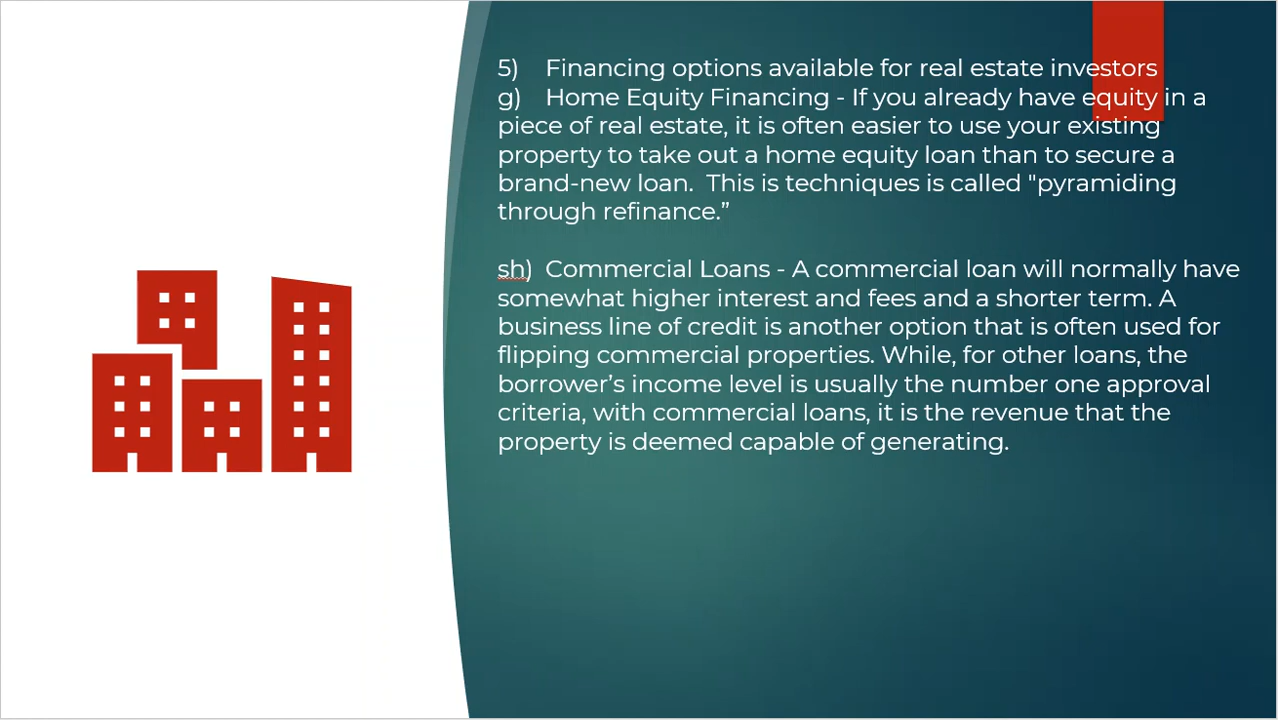 5) Financing options available for real estate investors
g) Home Equity Financing - If you already have equity in a
piece of real estate, it is often easier to use your existing
property to take out a home equity loan than to secure a
brand-new loan.  This is techniques is called "pyramiding
through refinance.”
sh) Commercial Loans - A commercial loan will normally have
somewhat higher interest and fees and a shorter term. A
business line of credit is another option that is often used for
flipping commercial properties. While, for other loans, the
borrower’s income level is usually the number one approval
criteria, with commercial loans, it is the revenue that the
property is deemed capable of generating.